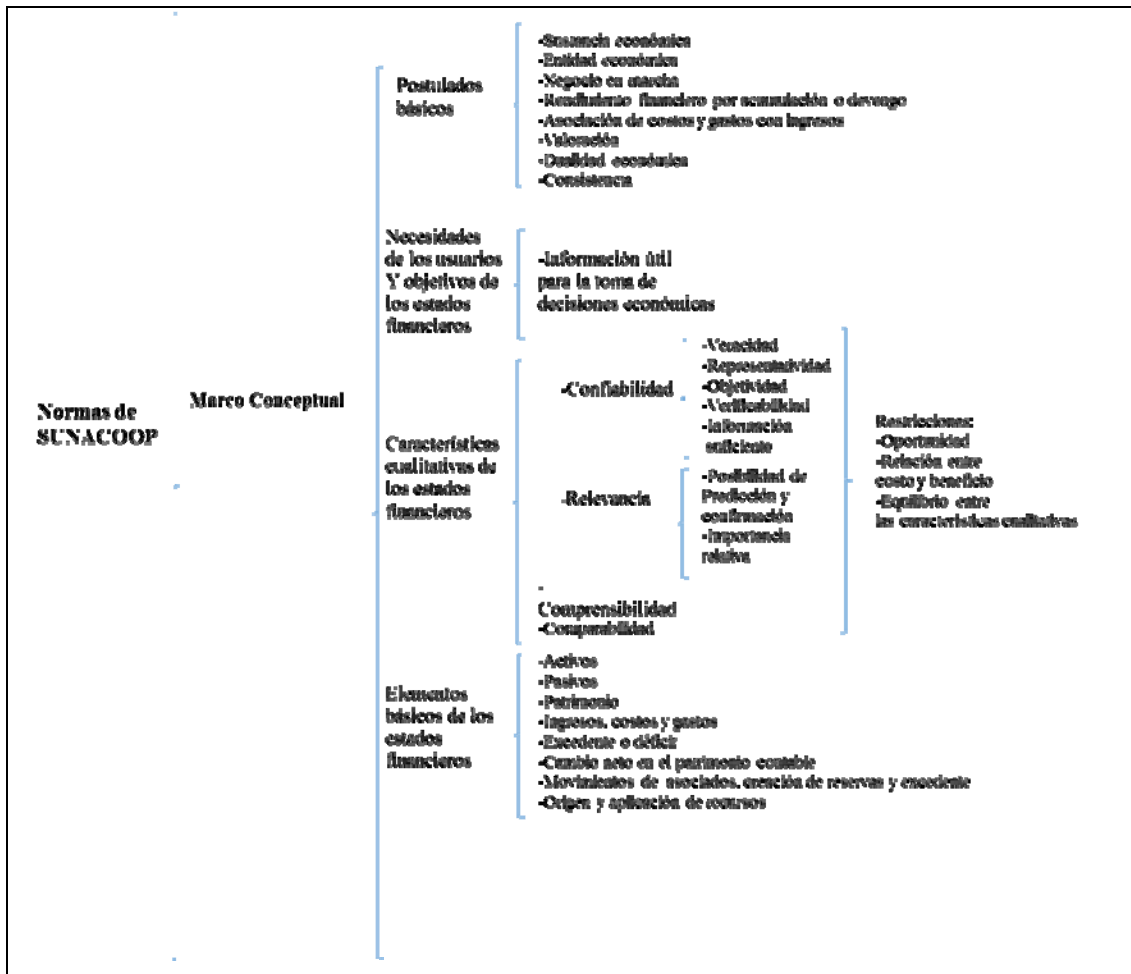 Normas de
SUNACOOP
Marco Conceptual
Postulados
básicos
-Sustancia económica
-Entidad económica
-Negocio en marcha
-Rendimiento financiero por acumulación o devengo
-Asociación de costos y gastos con ingresos
-Valoración
-Dualidad económica
-Consistencia
Necesidades
de los usuarios
Y objetivos de
los estados
financieros
-Información útil
para la toma de
decisiones económicas
Características
cualitativas de
los estados
financieros
-Confiabilidad
-Veracidad
-Representatividad
-Objetividad
-Verificabilidad
-Información
suficiente
-Relevancia
-Posibilidad de
Predicción y
confirmación
-Importancia
relativa
-
Comprensibilidad
-Comparabilidad
Restricciones:
-Oportunidad
-Relación entre
costo y beneficio
-Equilibrio entre
las características cualitativas
Elementos
básicos de los
estados
financieros
-Activos
-Pasivos
-Patrimonio
-Ingresos, costos y gastos
-Excedente o déficit
-Cambio neto en el patrimonio contable
-Movimientos de asociados, creación de reservas y excedente
-Origen y aplicación de recursos